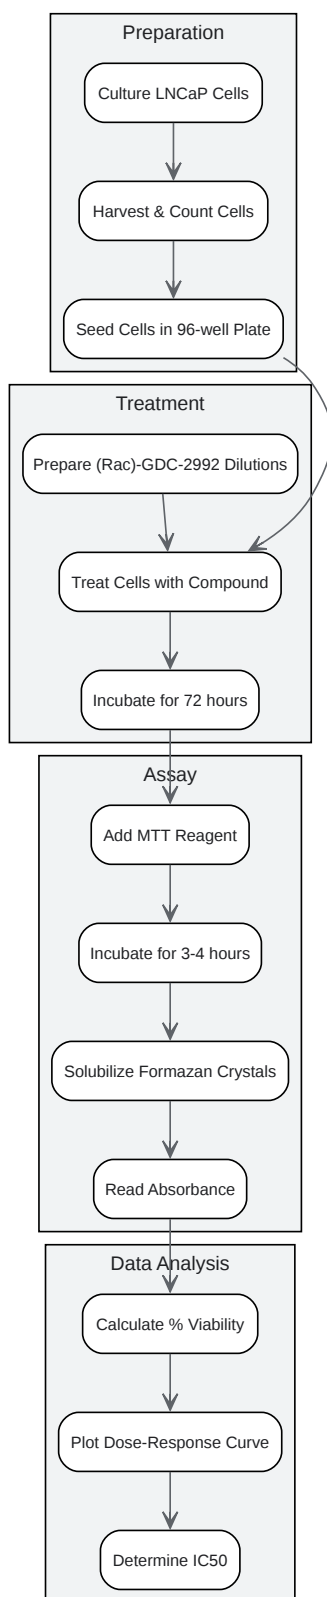 Preparation
Culture LNCaP Cells
Harvest & Count Cells
Seed Cells in 96-well Plate
Treatment
Prepare (Rac)-GDC-2992 Dilutions
Treat Cells with Compound
Incubate for 72 hours
Assay
Add MTT Reagent
Incubate for 3-4 hours
Solubilize Formazan Crystals
Read Absorbance
Data Analysis
Calculate % Viability
Plot Dose-Response Curve
Determine IC50